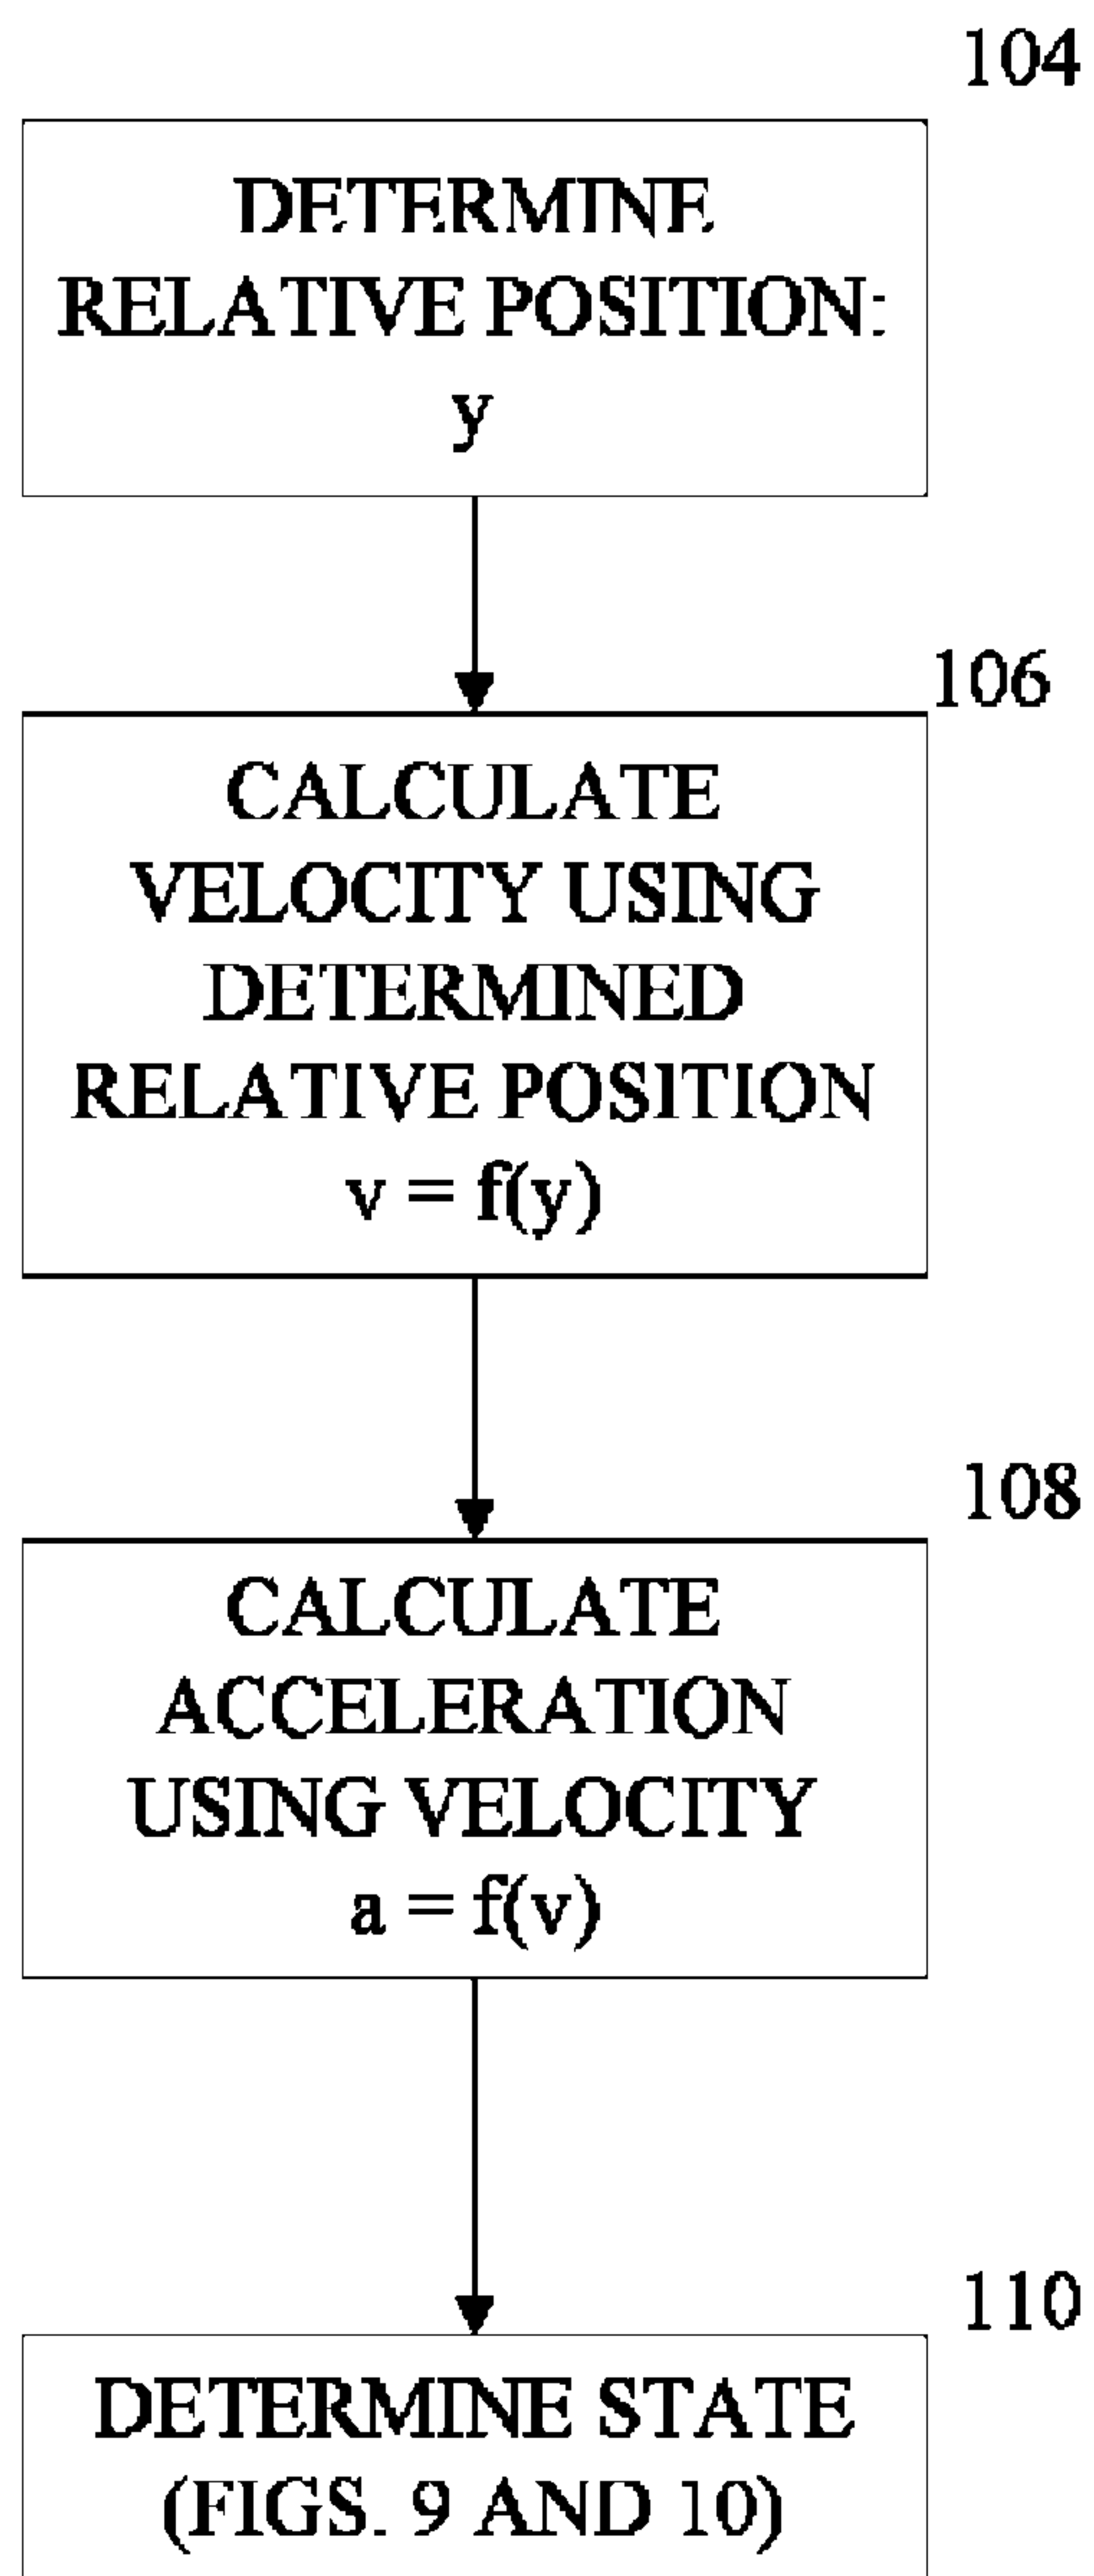 104
DETERMINE
RELATIVE POSITION:
y
106
CALCULATE
VELOCITY USING
DETERMINED
RELATIVE POSITION
v = f(y)
108
CALCULATE
ACCELERATION
USING VELOCITY
a = f(v)
110
DETERMINE STATE
(FIGS. 9 AND 10)